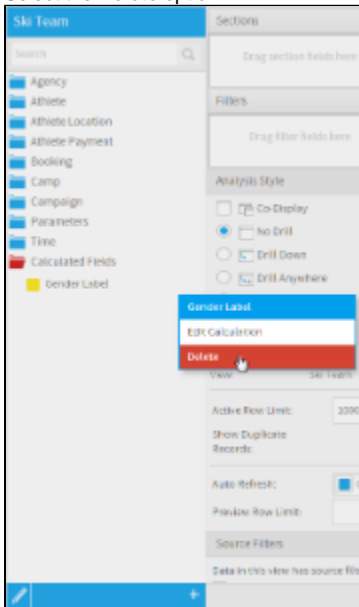 Ski Team
Search
Agency
Athlete
Athlete Location
Athlete Payment
Booking
Camp
Campaign
Parameters
Time
Calculated Fields
Gender Label
Sections
Drag section fields here
Filters
Drag filter fields here
Analysis Style
Co-Display
No Drill
Drill Down
Drill Anywhere
Gender Label
Edit Calculation
Delete
View:
Ski Team
Active Row Limit:
Show Duplicate
Records:
Auto Refresh:
Preview Row Limit:
Source Filters
Data in this view has source